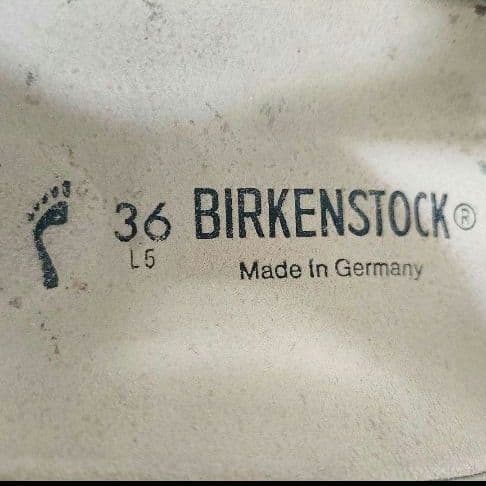 36 BIRKENSTOCK®
L5
Made in Germany